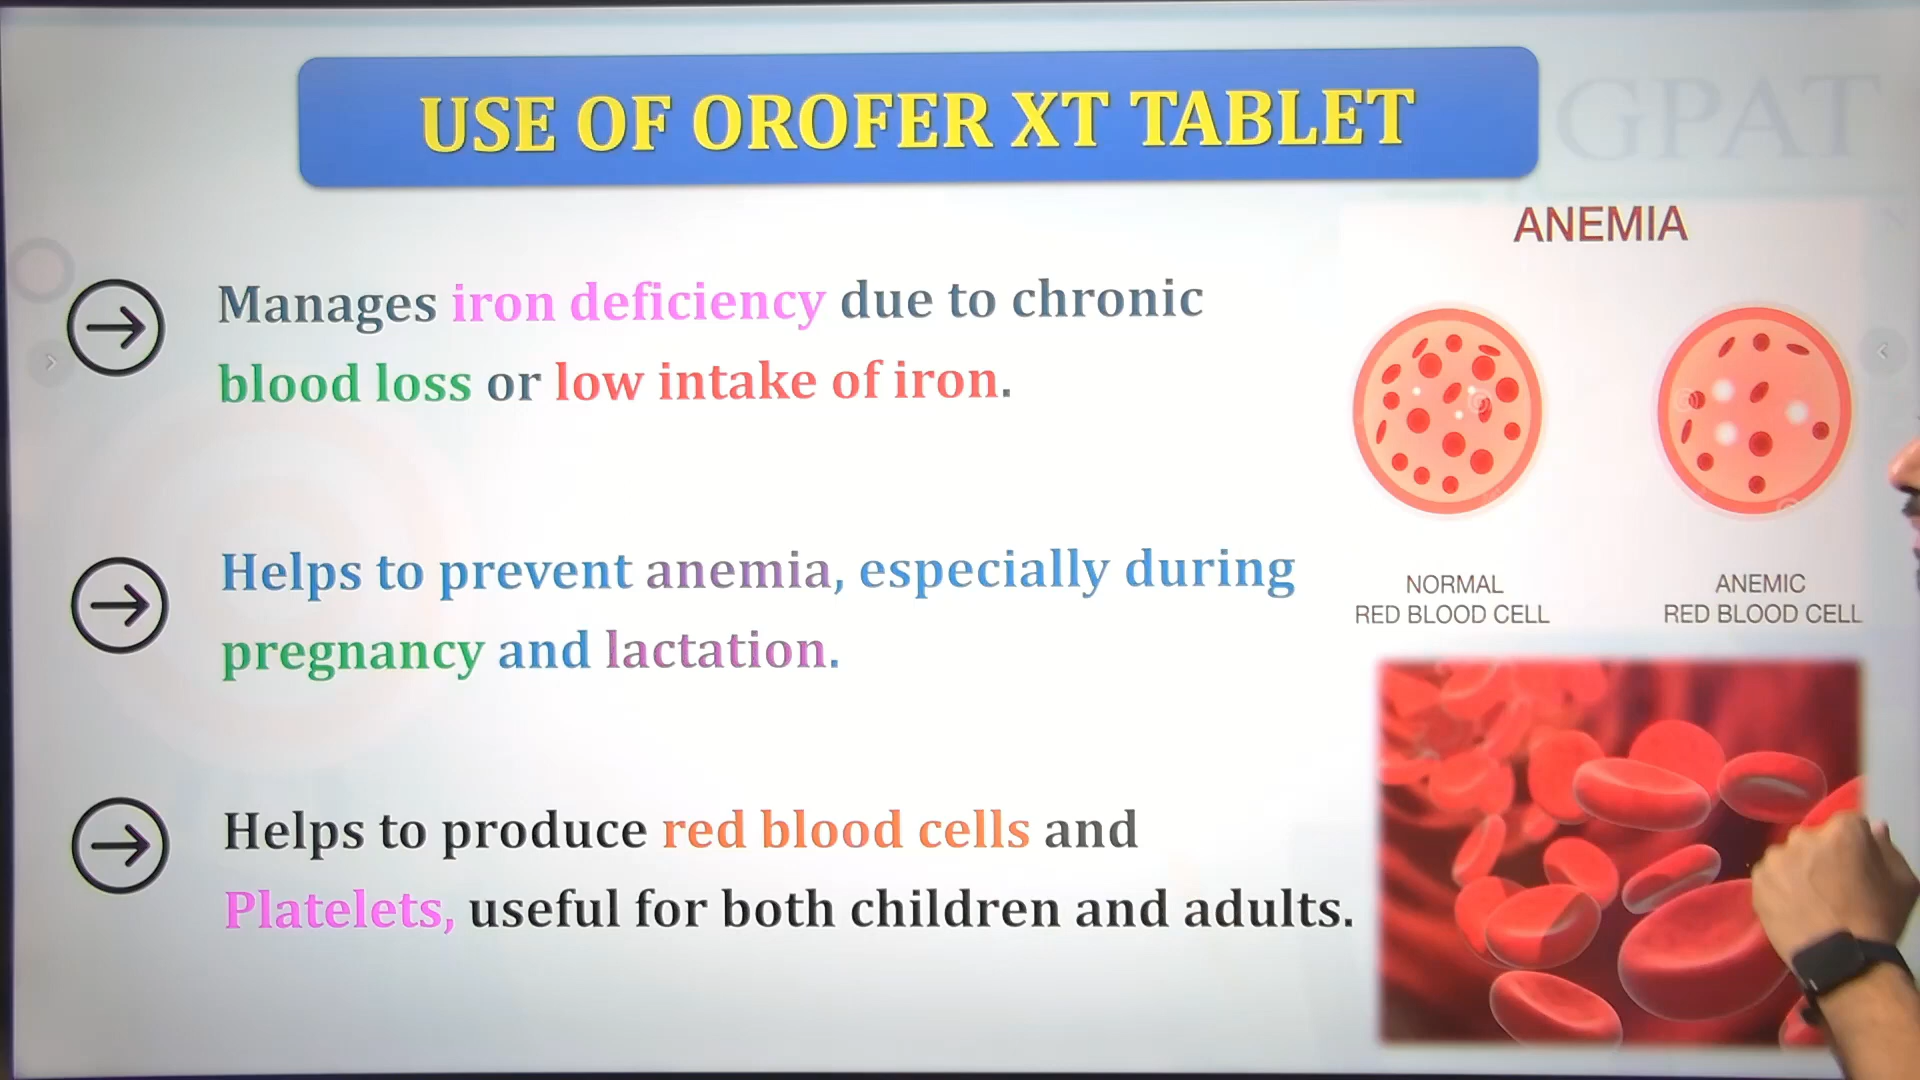 USE OF OROFER XT TABLET
GPAT
ANEMIA
Manages iron deficiency due to chronic
blood loss or low intake of iron.
Helps to prevent anemia, especially during
pregnancy and lactation.
NORMAL
RED BLOOD CELL
ANEMIC
RED BLOOD CELL
Helps to produce red blood cells and
Platelets, useful for both children and adults.